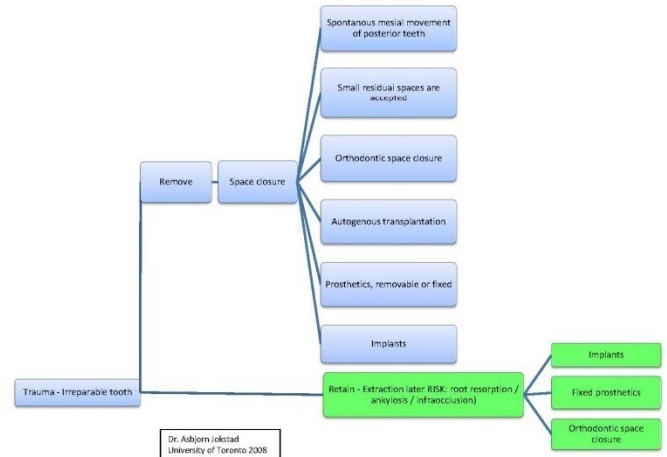 Spontanous mesial movement
of posterior teeth
Small residual spaces are
accepted
Orthodontic space closure
Remove
Space closure
Autogenous transplantation
Prosthetics, removable or fixed
Implants
Trauma - Irreparable tooth
Retain - Extraction later RISK: root resorption /
ankylosis / infraocclusion)
Implants
Fixed prosthetics
Orthodontic space
closure
Dr. Asbjorn Jokstad
University of Toronto 2008